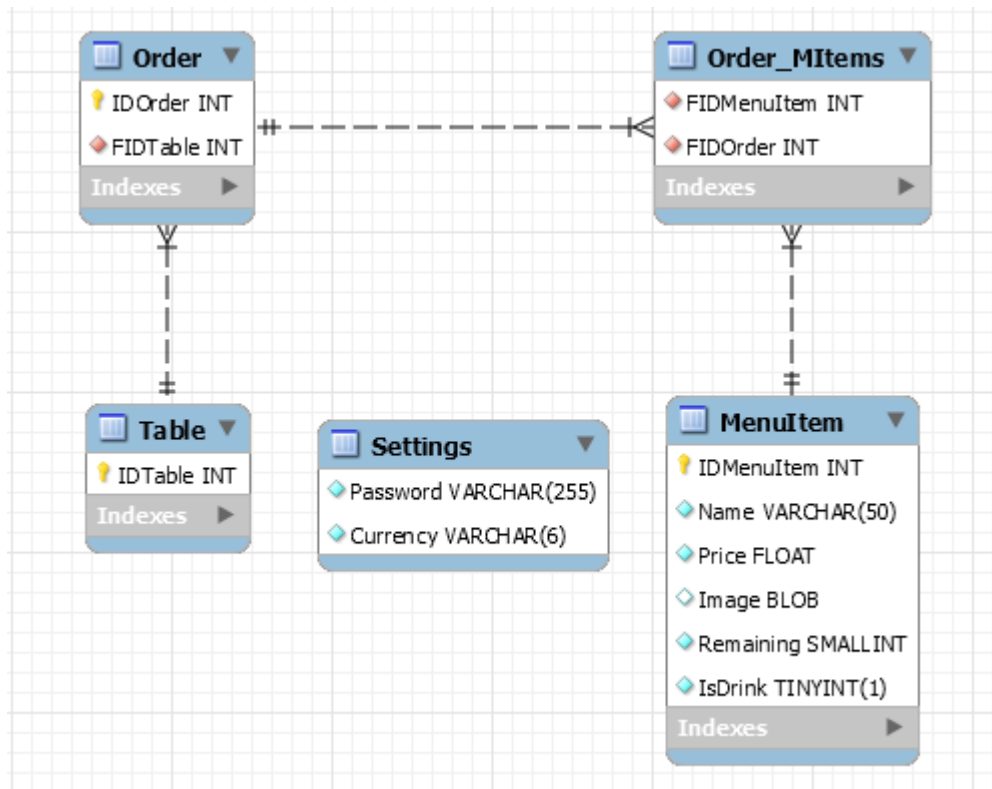 Order
IDOrder INT
FIDTable INT
Indexes
Order_MItems
FIDMenuItem INT
FIDOrder INT
Indexes
Table
IDTable INT
Indexes
Settings
Password VARCHAR(255)
Currency VARCHAR(6)
MenuItem
IDMenuItem INT
Name VARCHAR(50)
Price FLOAT
Image BLOB
Remaining SMALLINT
IsDrink TINYINT(1)
Indexes